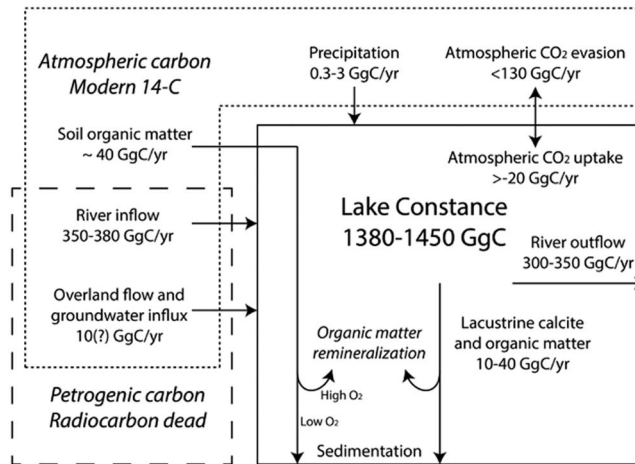 Atmospheric carbon
Modern 14-C
Precipitation
0.3-3 GgC/yr
Atmospheric CO₂ evasion
<130 GgC/yr
Soil organic matter
~ 40 GgC/yr
Atmospheric CO₂ uptake
>-20 GgC/yr
River inflow
350-380 GgC/yr
Lake Constance
1380-1450 GgC
River outflow
300-350 GgC/yr
Overland flow and
groundwater influx
10(?) GgC/yr
Organic matter
remineralization
Lacustrine calcite
and organic matter
10-40 GgC/yr
Petrogenic carbon
Radiocarbon dead
High O₂
Low O₂
Sedimentation